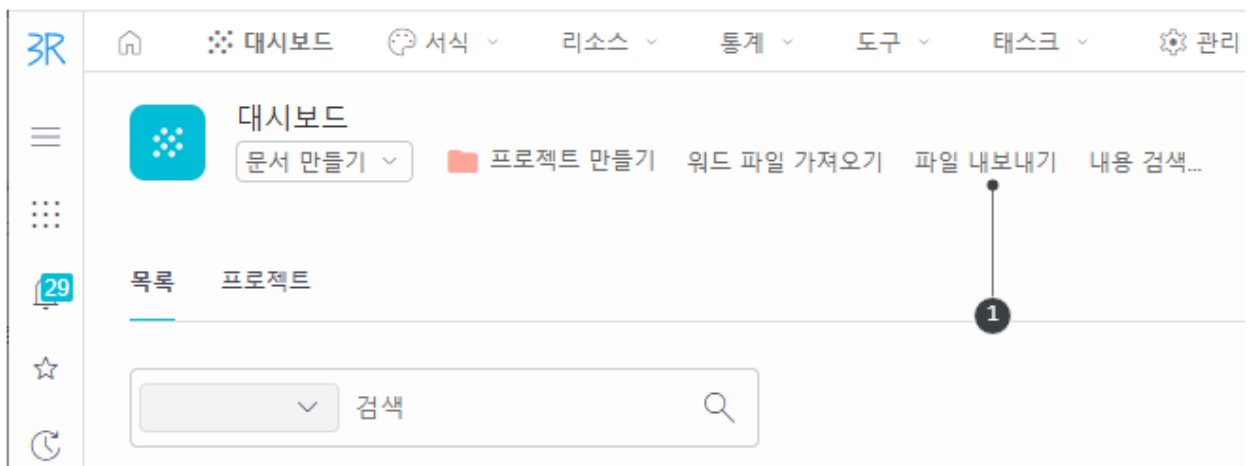 3R
대시보드 서식 리소스 통계 도구 태스크 관리
대시보드
문서 만들기 프로젝트 만들기 워드 파일 가져오기 파일 내보내기 내용 검색...
29
목록 프로젝트
1
검색